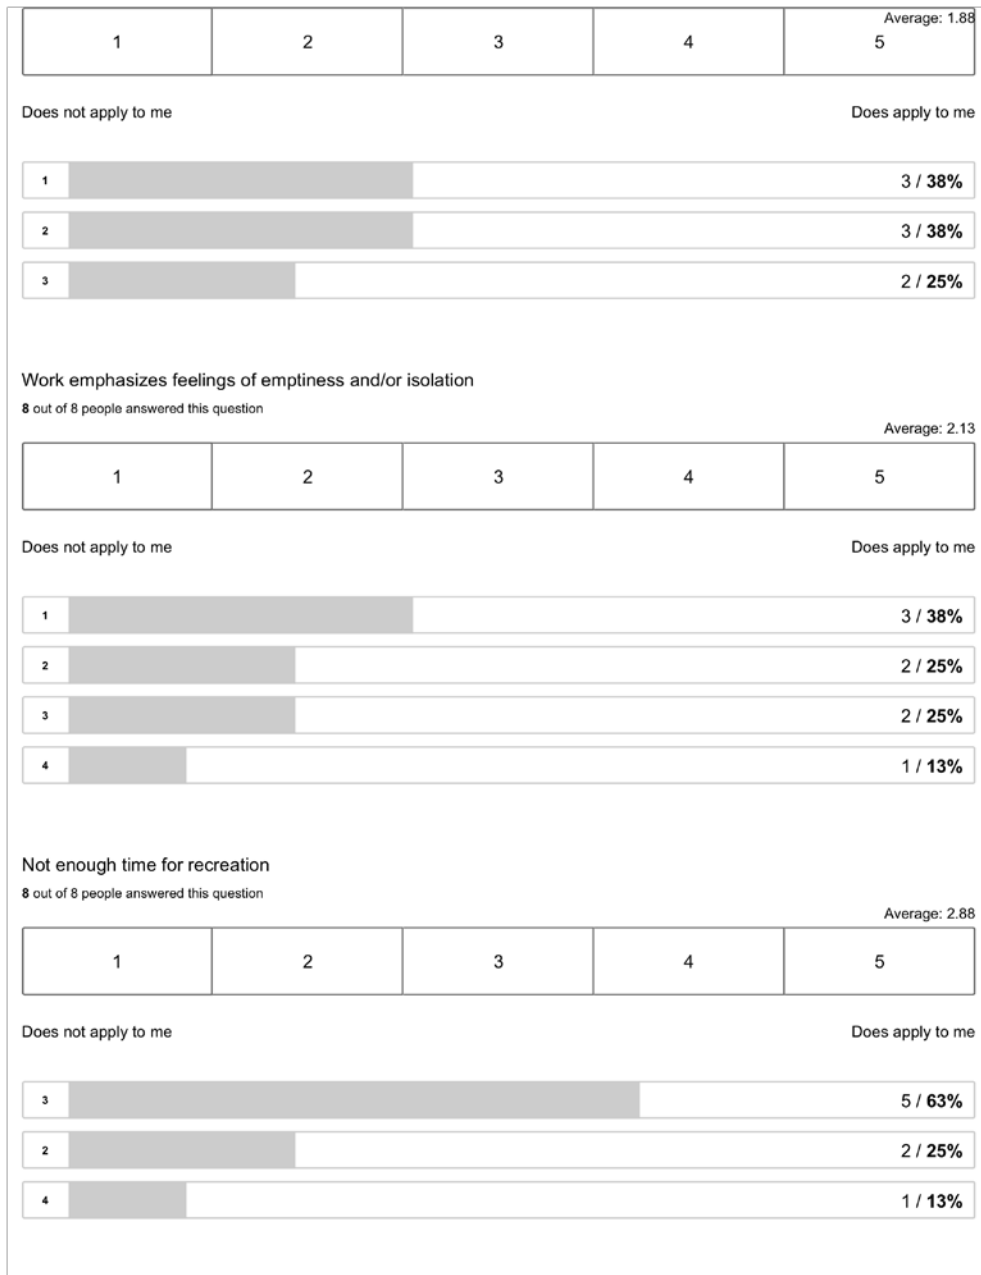 Average: 1.88
1 2 3 4 5
Does not apply to me Does apply to me
1 3 / 38%
2 3 / 38%
3 2 / 25%
Work emphasizes feelings of emptiness and/or isolation
8 out of 8 people answered this question
Average: 2.13
1 2 3 4 5
Does not apply to me Does apply to me
1 3 / 38%
2 2 / 25%
3 2 / 25%
4 1 / 13%
Not enough time for recreation
8 out of 8 people answered this question
Average: 2.88
1 2 3 4 5
Does not apply to me Does apply to me
3 5 / 63%
2 2 / 25%
4 1 / 13%